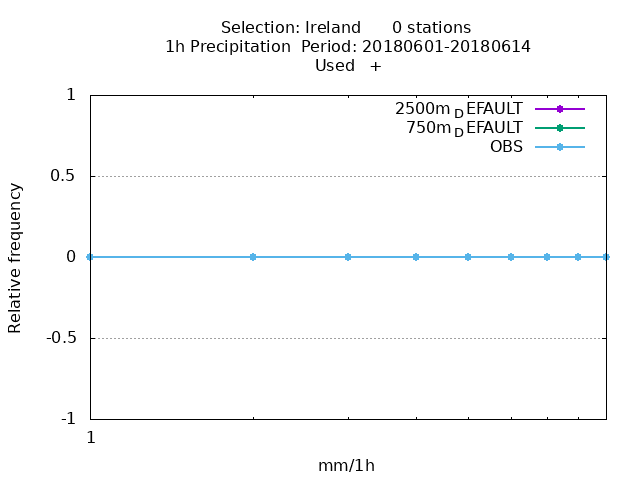 Selection: Ireland      0 stations
1h Precipitation  Period: 20180601-20180614
Used   +
1
2500m DEFAULT
750m DEFAULT
OBS
0.5
Relative frequency
0
-0.5
-1
1
mm/1h